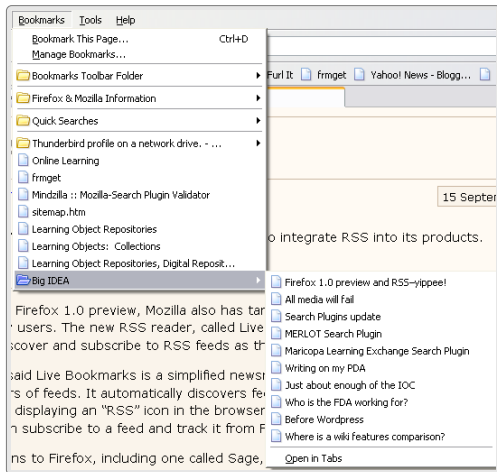 Bookmarks Tools Help
Bookmark This Page... Ctrl+D
Manage Bookmarks...
Bookmarks Toolbar Folder
Furl It frmget Yahoo! News - Blogg...
Firefox & Mozilla Information
Quick Searches
Thunderbird profile on a network drive. - ...
Online Learning
frmget
Mindzilla :: Mozilla-Search Plugin Validator
sitemap.htm
15 Septem
Learning Object Repositories
Learning Objects: Collections
o integrate RSS into its products.
Learning Object Repositories, Digital Reposit...
Big IDEA
Firefox 1.0 preview and RSS--yippee!
All media will fail
Search Plugins update
MERLOT Search Plugin
Maricopa Learning Exchange Search Plugin
Writing on my PDA
Just about enough of the IOC
Who is the FDA working for?
Before Wordpress
Where is a wiki features comparison?
Open in Tabs
Firefox 1.0 preview, Mozilla also has tar
users. The new RSS reader, called Live
scover and subscribe to RSS feeds as th
said Live Bookmarks is a simplified newsr
rs of feeds. It automatically discovers fee
displaying an "RSS" icon in the browser
n subscribe to a feed and track it from F
ns to Firefox, including one called Sage,